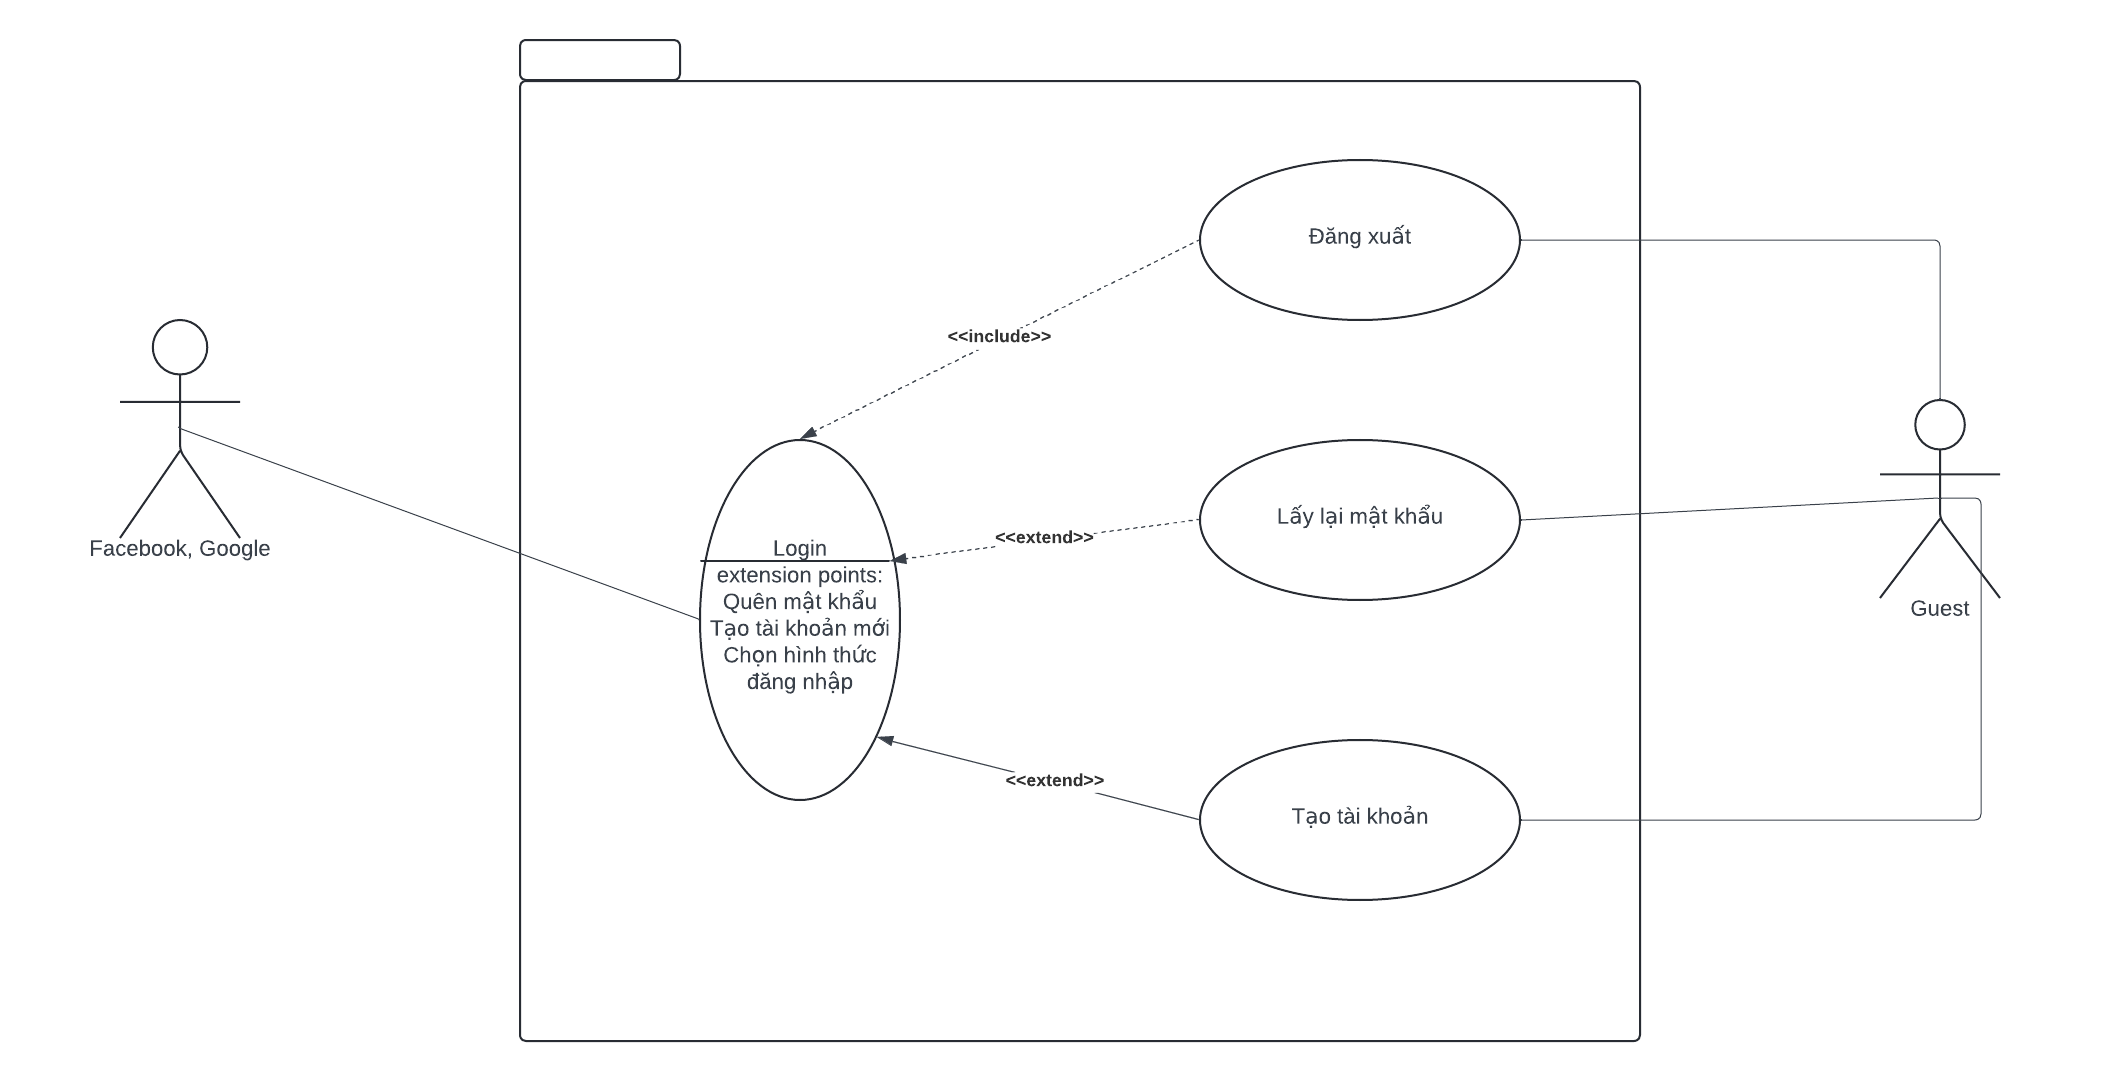 Đăng xuất
<<include>>
Lấy lại mật khẩu
<<extend>>
Facebook, Google
Login
extension points:
Quên mật khẩu
Tạo tài khoản mới
Chọn hình thức
đăng nhập
Guest
<<extend>>
Tạo tài khoản